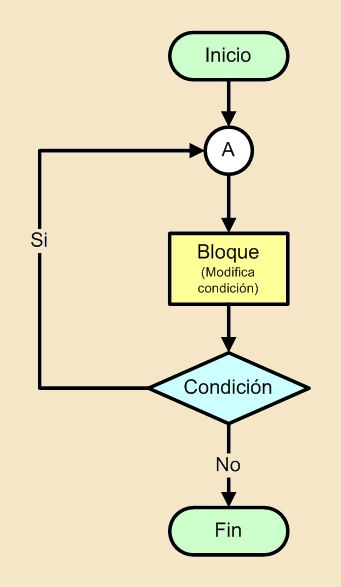 Inicio
A
Si
Bloque
(Modifica
condición)
Condición
No
Fin